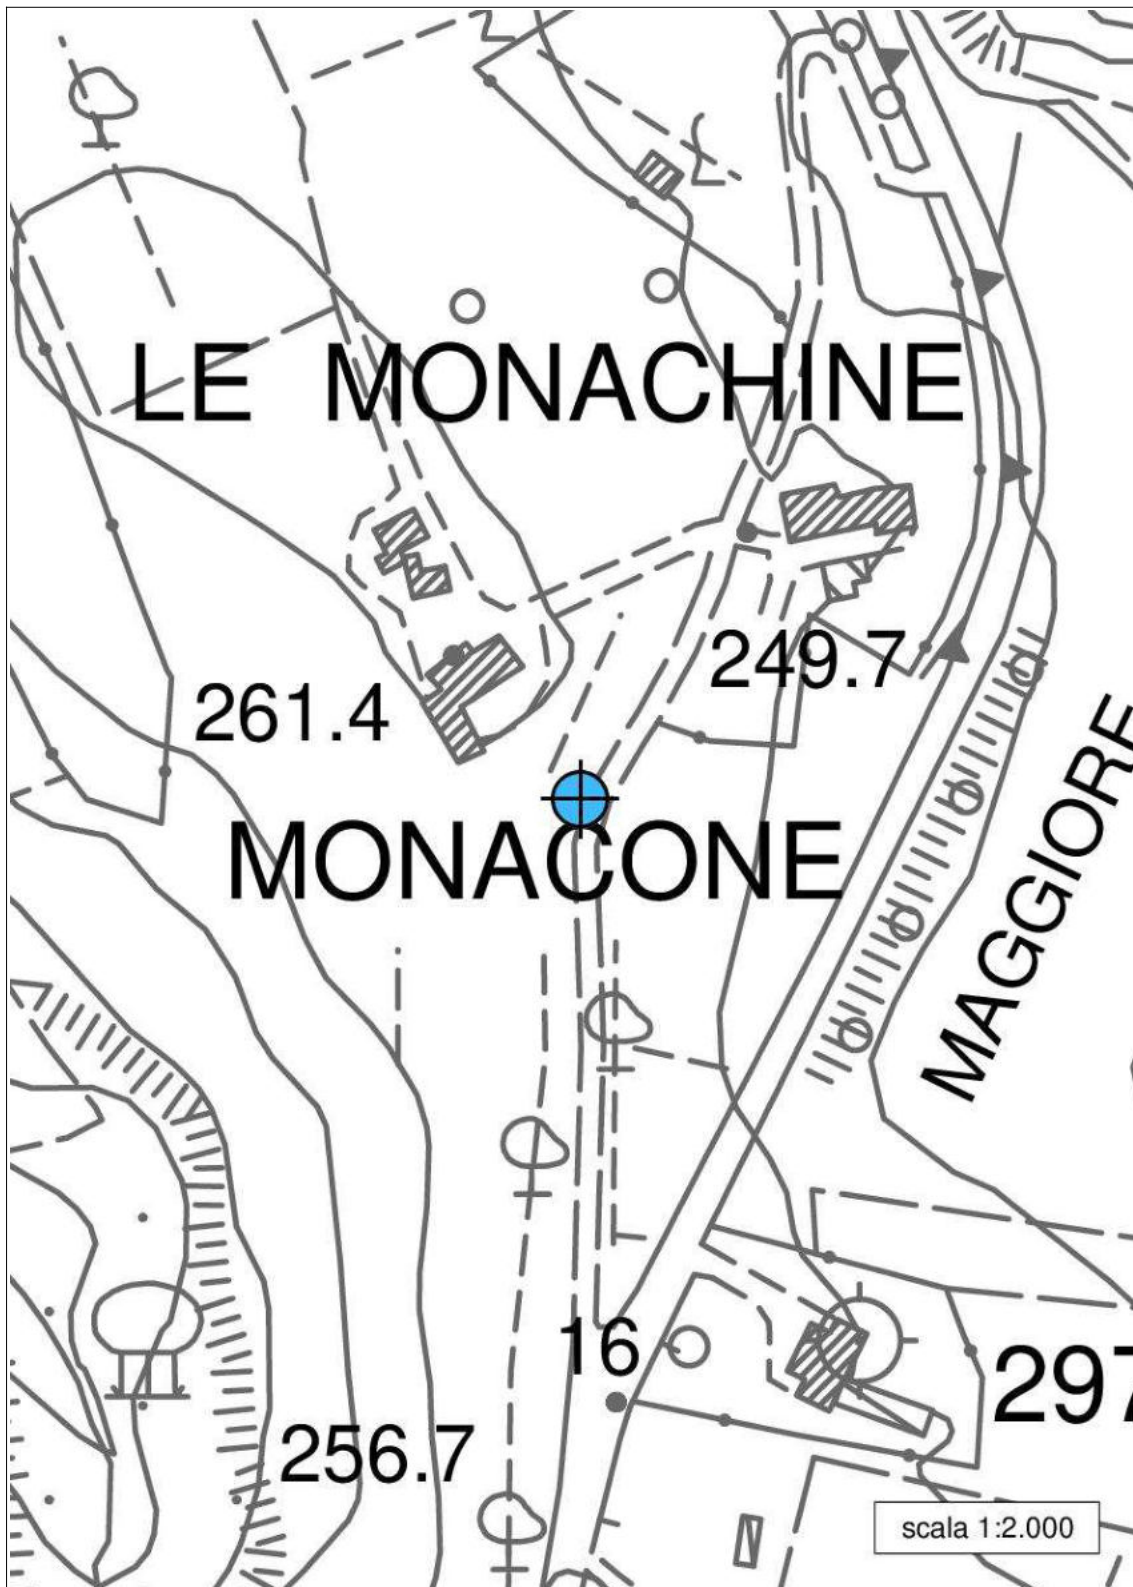 LE MONACHINE
249.7
261.4
MONACONE
MAGGIORE
16
297
256.7
scala 1:2.000